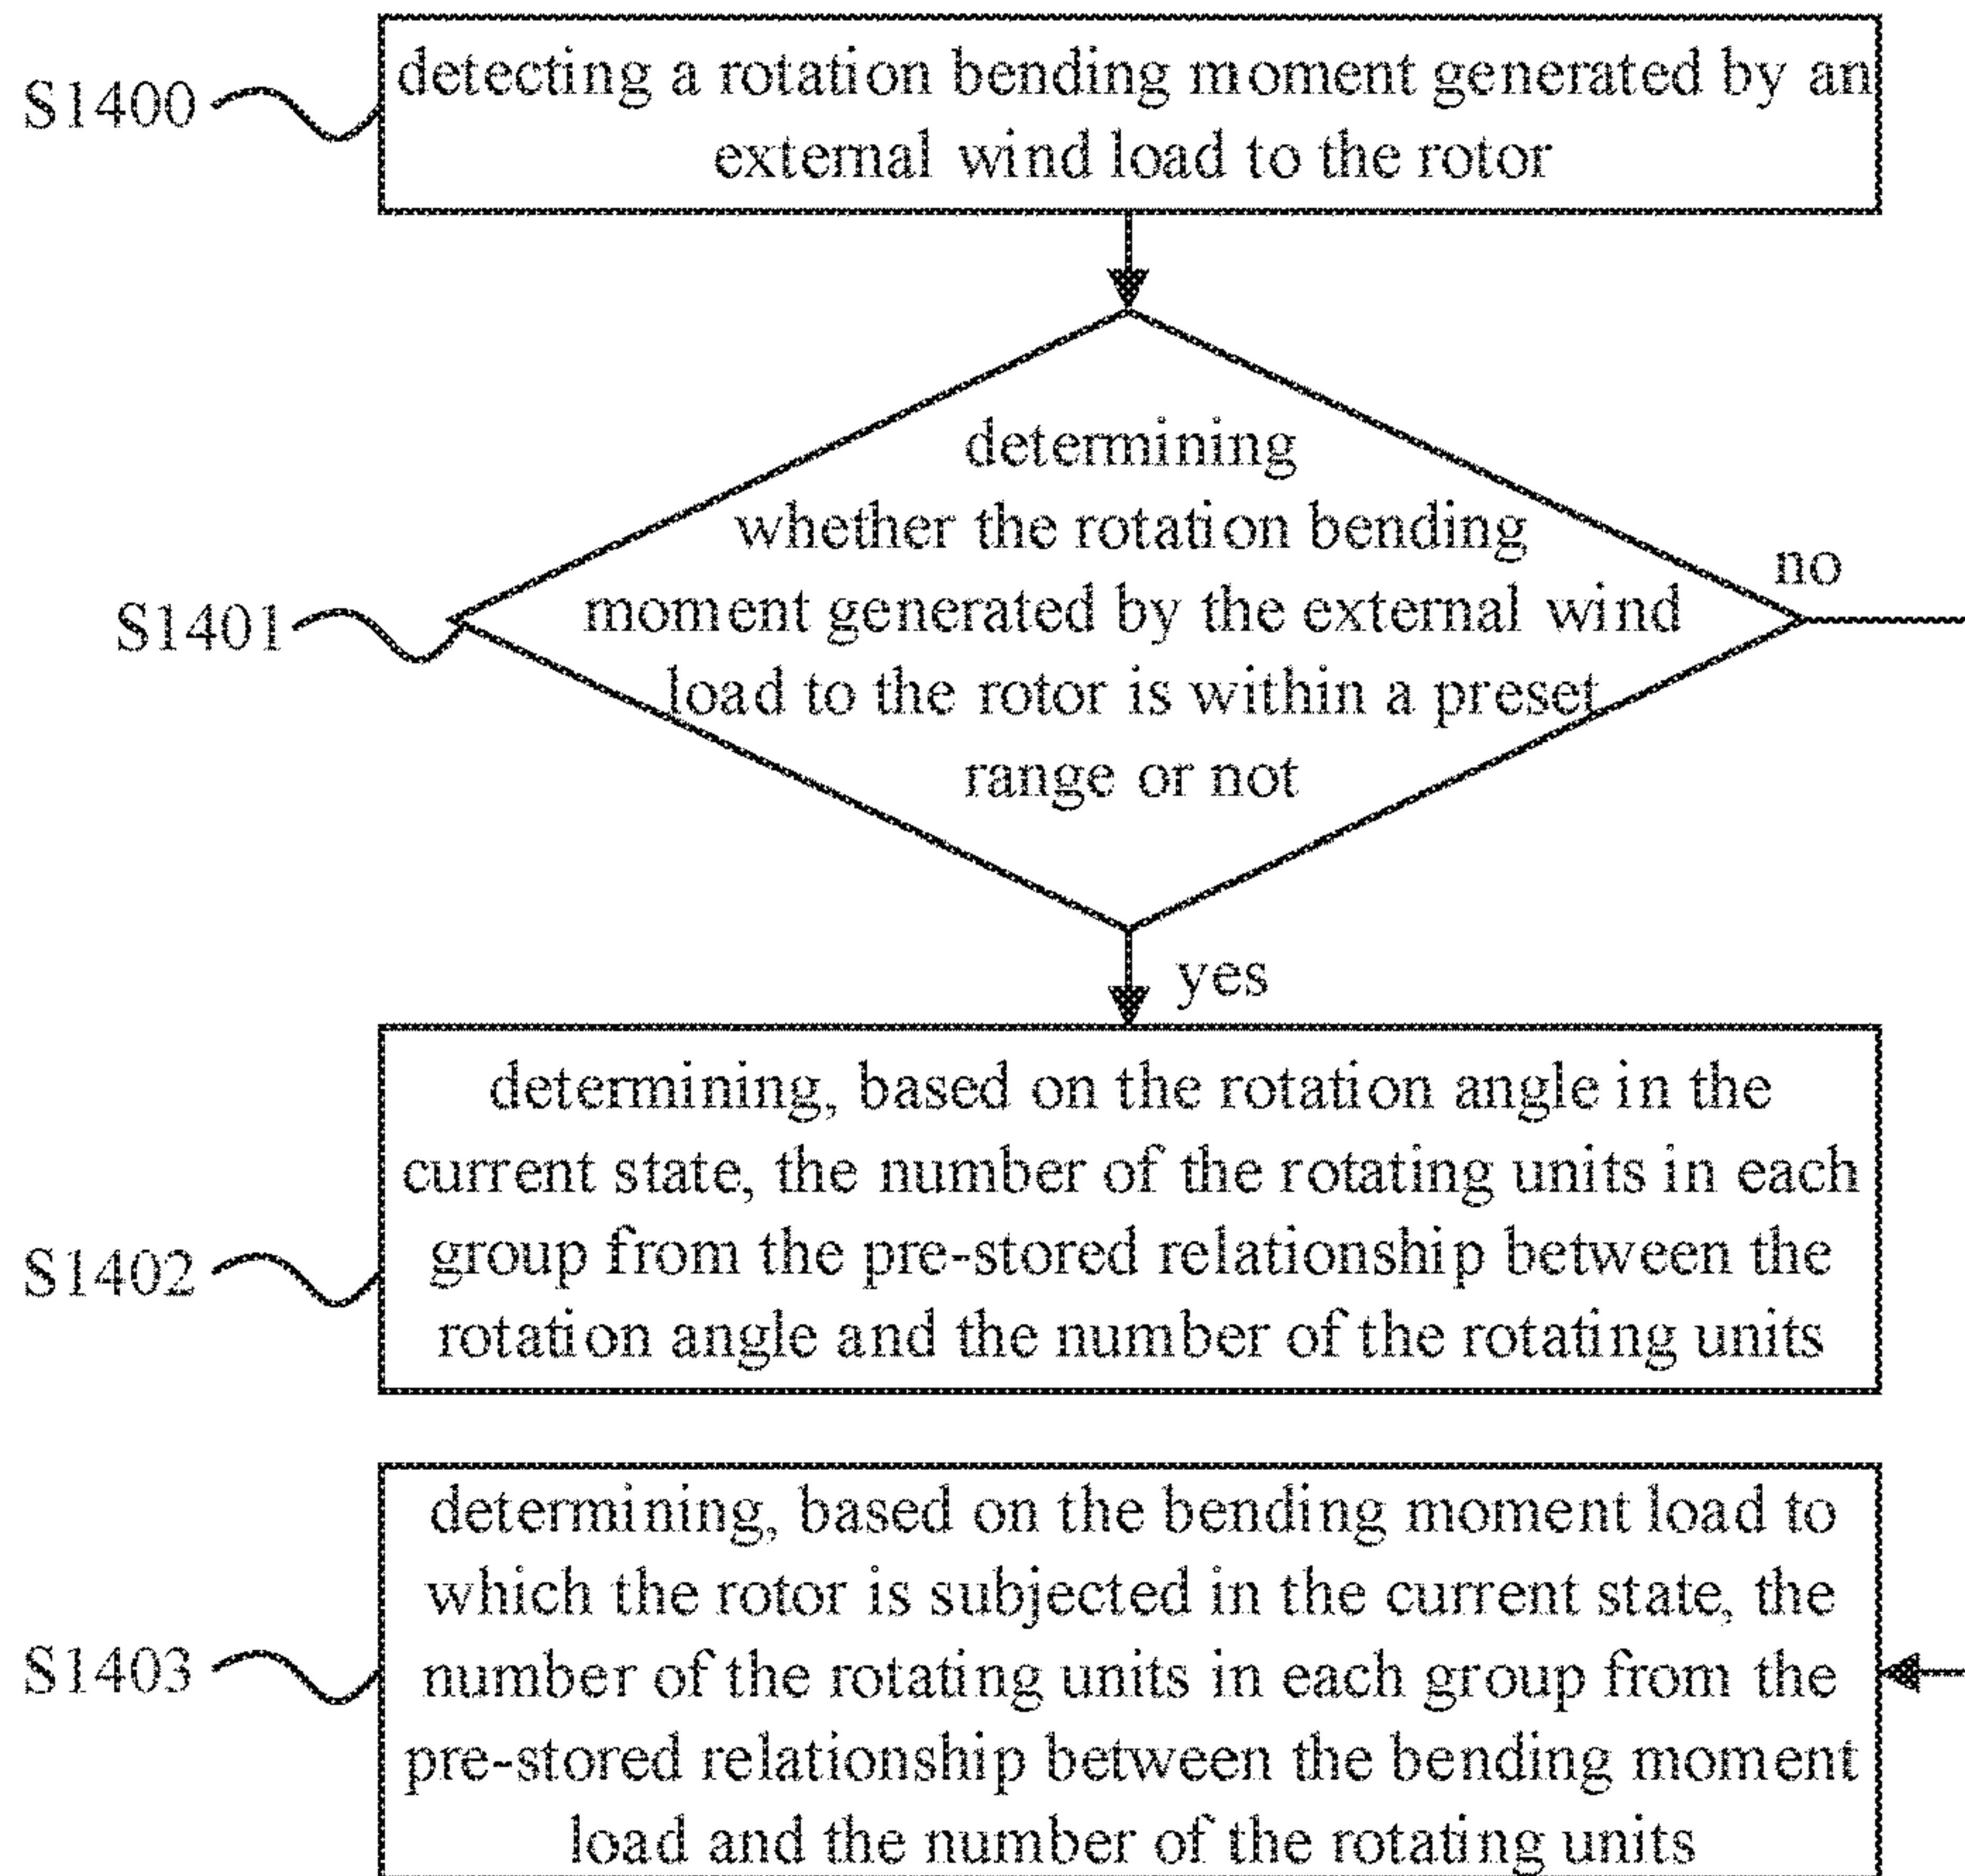 S1400
detecting a rotation bending moment generated by an
external wind load to the rotor
determining
whether the rotation bending
moment generated by the external wind
load to the rotor is within a preset
range or not
S1401
no
yes
S1402
determining, based on the rotation angle in the
current state, the number of the rotating units in each
group from the pre-stored relationship between the
rotation angle and the number of the rotating units
S1403
determining, based on the bending moment load to
which the rotor is subjected in the current state, the
number of the rotating units in each group from the
pre-stored relationship between the bending moment
load and the number of the rotating units